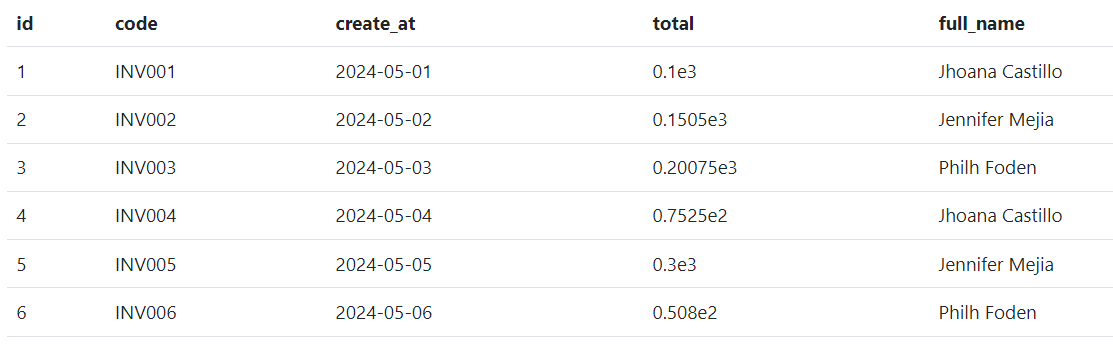 id code create_at total full_name
1 INV001 2024-05-01 0.1e3 Jhoana Castillo
2 INV002 2024-05-02 0.1505e3 Jennifer Mejia
3 INV003 2024-05-03 0.20075e3 Philh Foden
4 INV004 2024-05-04 0.7525e2 Jhoana Castillo
5 INV005 2024-05-05 0.3e3 Jennifer Mejia
6 INV006 2024-05-06 0.508e2 Philh Foden